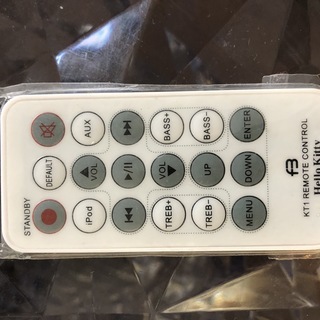 STANDBY
DEFAULT
iPod
AUX
VOL
VOL
TREB+
BASS+
TREB-
UP
BASS-
MENU
DOWN
ENTER
KT1 REMOTE CONTROL
Hello Kitty